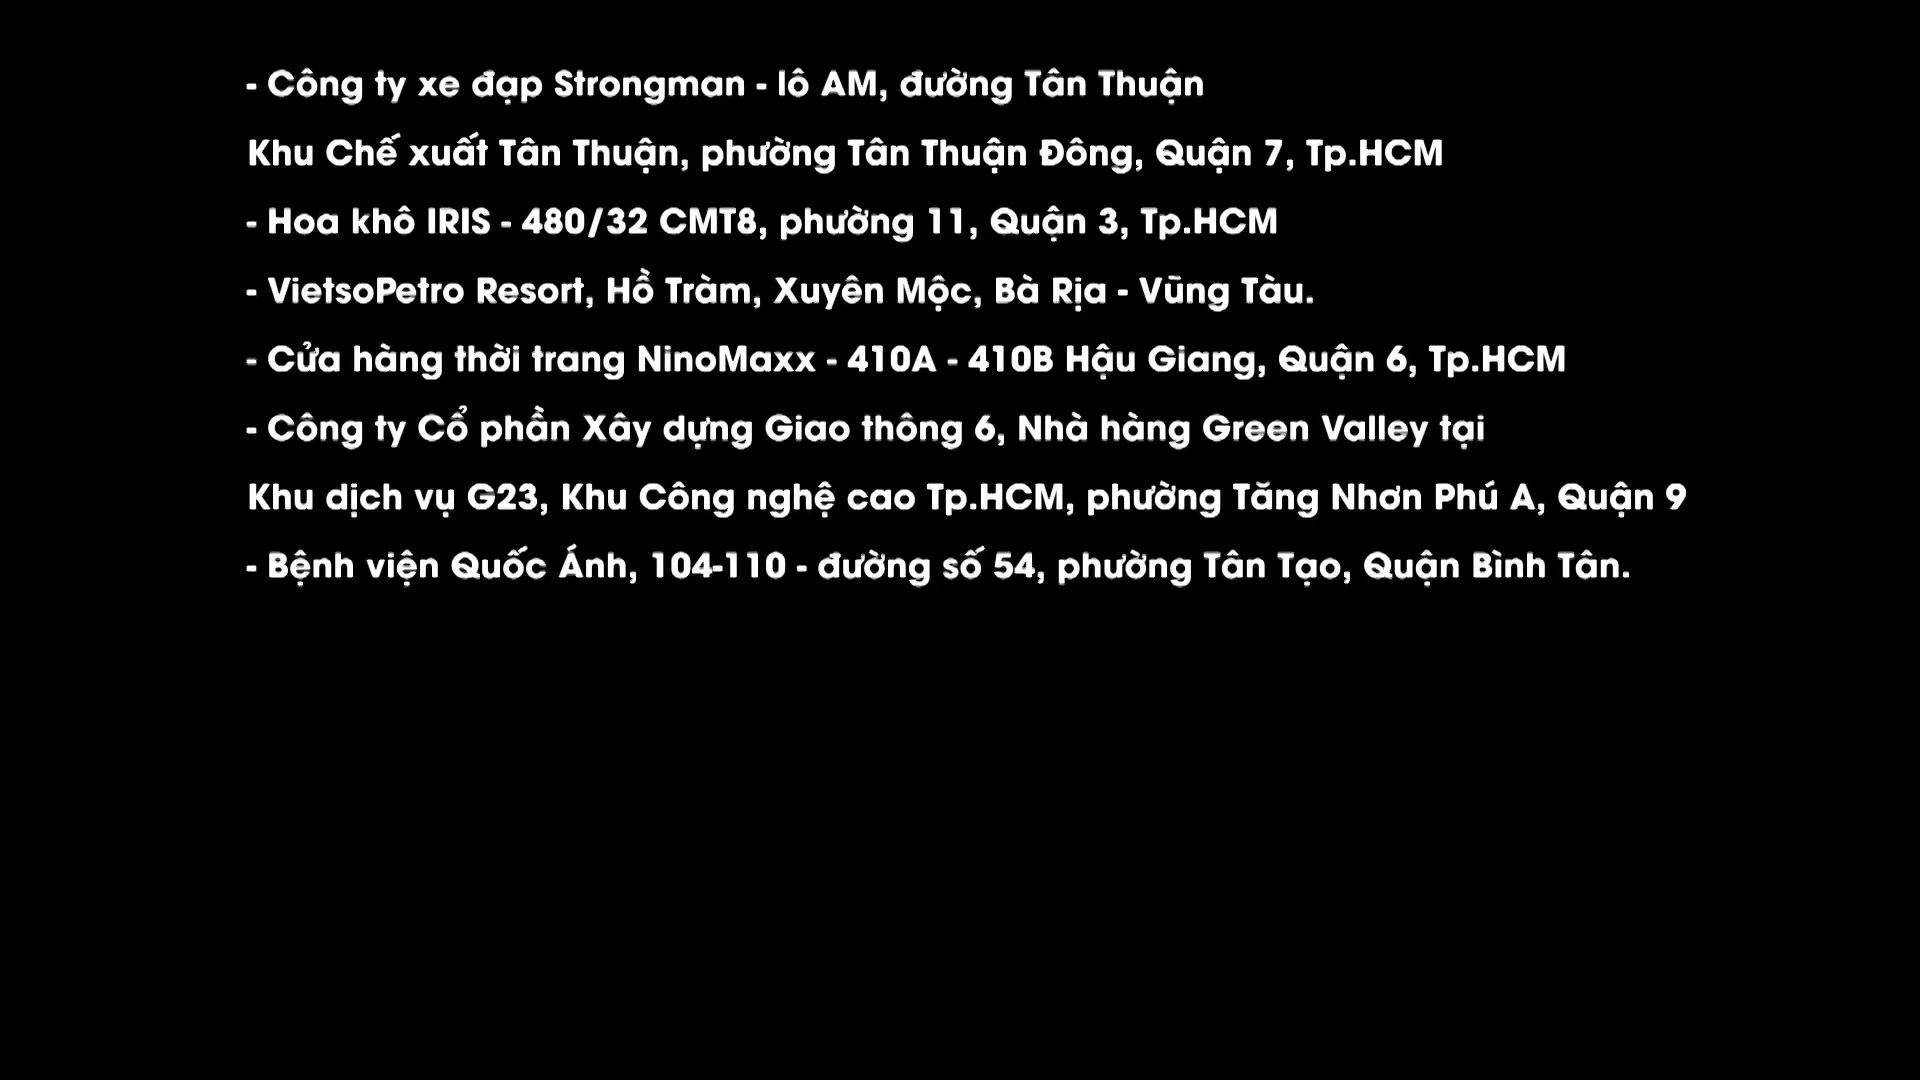 - Công ty xe đạp Strongman - lô AM, đường Tân Thuận
Khu Chế xuất Tân Thuận, phường Tân Thuận Đông, Quận 7, Tp.HCM
- Hoa khô IRIS - 480/32 CMT8, phường 11, Quận 3, Tp.HCM
- VietsoPetro Resort, Hồ Tràm, Xuyên Mộc, Bà Rịa - Vũng Tàu.
- Cửa hàng thời trang NinoMaxx - 410A - 410B Hậu Giang, Quận 6, Tp.HCM
- Công ty Cổ phần Xây dựng Giao thông 6, Nhà hàng Green Valley tại
Khu dịch vụ G23, Khu Công nghệ cao Tp.HCM, phường Tăng Nhơn Phú A, Quận 9
- Bệnh viện Quốc Ánh, 104-110 - đường số 54, phường Tân Tạo, Quận Bình Tân.